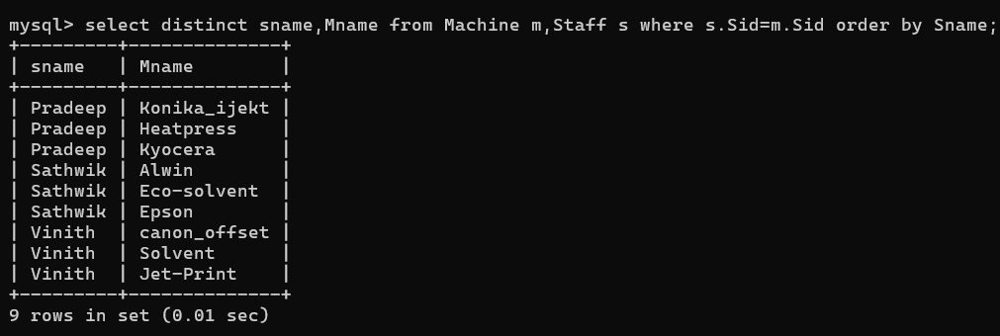 mysql> select distinct sname,Mname from Machine m,Staff s where s.Sid=m.Sid order by Sname;
+---------+--------------+
| sname   | Mname        |
+---------+--------------+
| Pradeep | Konika_ijekt |
| Pradeep | Heatpress    |
| Pradeep | Kyocera      |
| Sathwik | Alwin        |
| Sathwik | Eco-solvent  |
| Sathwik | Epson        |
| Vinith  | canon_offset |
| Vinith  | Solvent      |
| Vinith  | Jet-Print    |
+---------+--------------+
9 rows in set (0.01 sec)